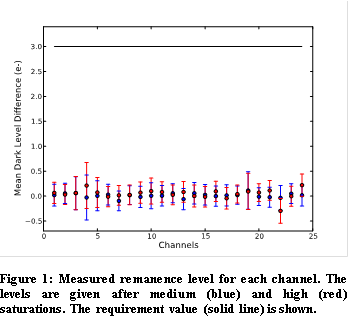 Mean Dark Level Difference (e-)
3.0
2.5
2.0
1.5
1.0
0.5
0.0
−0.5
0 5 10 15 20 25
Channels
Figure 1: Measured remanence level for each channel. The
levels are given after medium (blue) and high (red)
saturations. The requirement value (solid line) is shown.